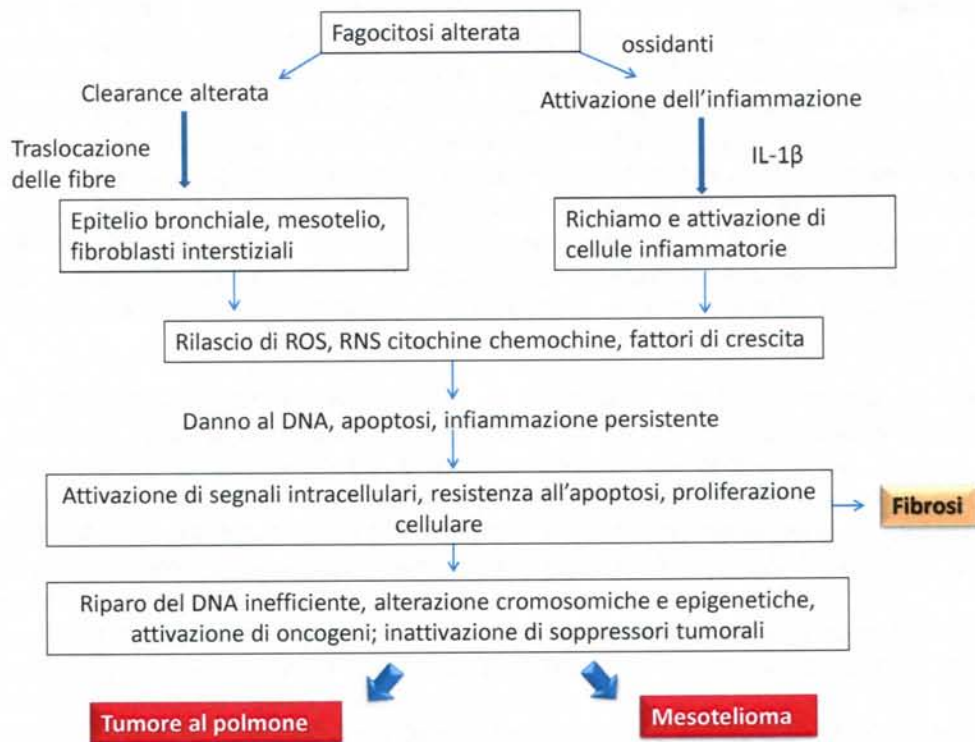 Fagocitosi alterata
ossidanti
Clearance alterata
Attivazione dell'infiammazione
Traslocazione
delle fibre
IL-1β
Epitelio bronchiale, mesotelio,
fibroblasti interstiziali
Richiamo e attivazione di
cellule infiammatorie
Rilascio di ROS, RNS citochine chemochine, fattori di crescita
Danno al DNA, apoptosi, infiammazione persistente
Attivazione di segnali intracellulari, resistenza all'apoptosi, proliferazione
cellulare
Fibrosi
Riparo del DNA inefficiente, alterazione cromosomiche e epigenetiche,
attivazione di oncogeni; inattivazione di soppressori tumorali
Tumore al polmone
Mesotelioma